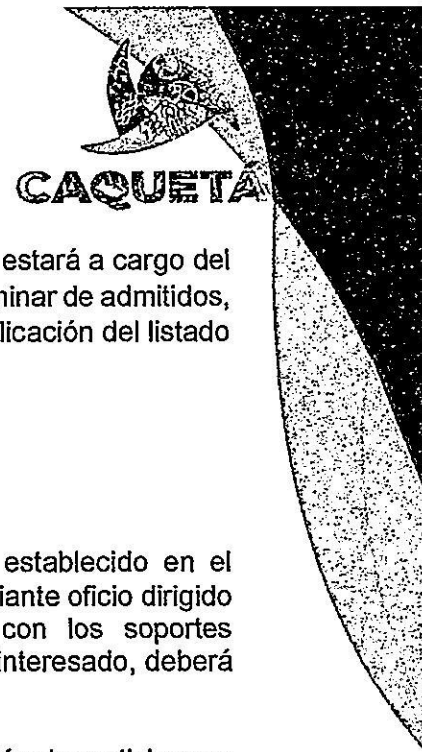 CAQUETÁ
estará a cargo del
minar de admitidos,
licación del listado
establecido en el
iante oficio dirigido
con los soportes
interesado, deberá